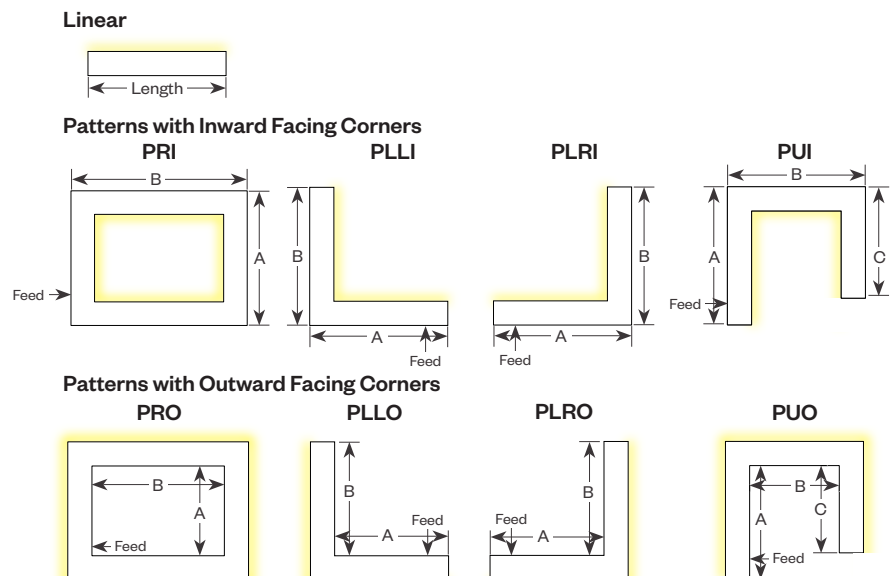 Linear
Length
Patterns with Inward Facing Corners
PRI PLLI PLRI PUI
B B
A B B A C
Feed Feed
A A
Feed Feed
Patterns with Outward Facing Corners
PRO PLLO PLRO PUO
B A B B B A C
Feed Feed
A A
Feed Feed